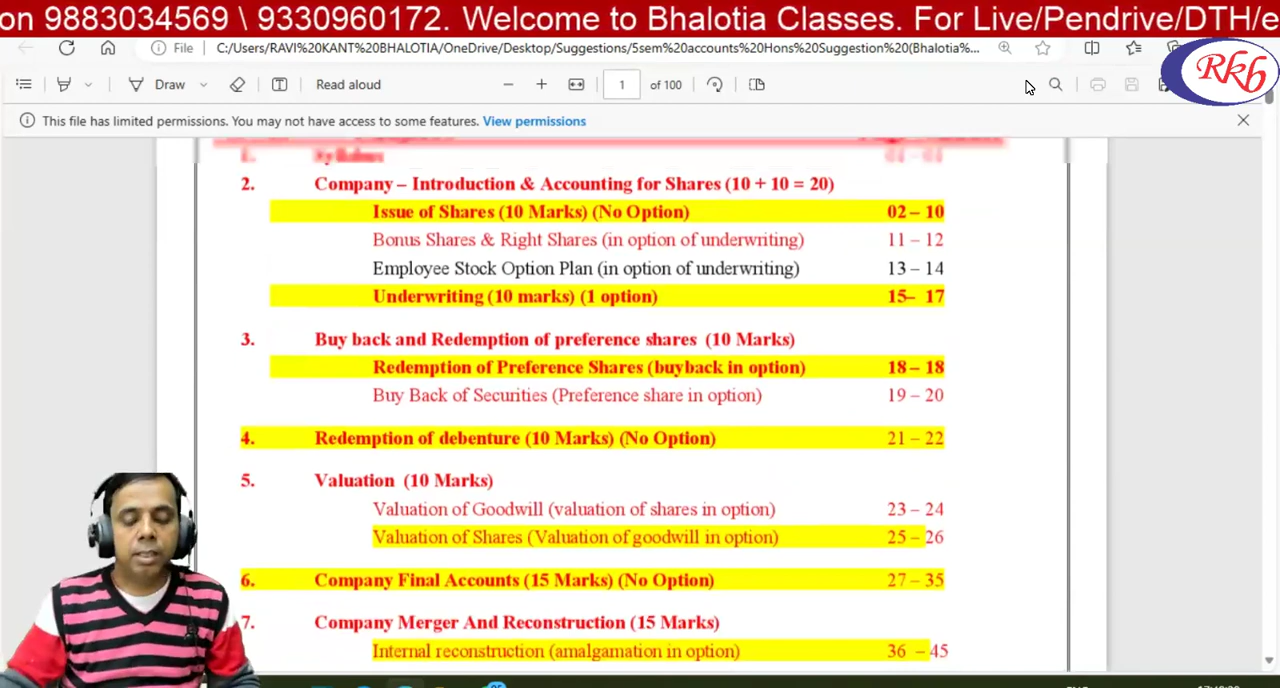 on 9883034569 \ 9330960172. Welcome to Bhalotia Classes. For Live/Pendrive/DTH/e
File C:/Users/RAVI%20KANT%20BHALOTIA/OneDrive/Desktop/Suggestions/5sem%20accounts%20Hons%20Suggestion%20(Bhalotia%...
Draw Read aloud 1 of 100
Rkb
This file has limited permissions. You may not have access to some features. View permissions
1. Syllabus 01 – 01
2. Company – Introduction & Accounting for Shares (10 + 10 = 20)
Issue of Shares (10 Marks) (No Option) 02 – 10
Bonus Shares & Right Shares (in option of underwriting) 11 – 12
Employee Stock Option Plan (in option of underwriting) 13 – 14
Underwriting (10 marks) (1 option) 15– 17
3. Buy back and Redemption of preference shares (10 Marks)
Redemption of Preference Shares (buyback in option) 18 – 18
Buy Back of Securities (Preference share in option) 19 – 20
4. Redemption of debenture (10 Marks) (No Option) 21 – 22
5. Valuation (10 Marks)
Valuation of Goodwill (valuation of shares in option) 23 – 24
Valuation of Shares (Valuation of goodwill in option) 25 – 26
6. Company Final Accounts (15 Marks) (No Option) 27 – 35
7. Company Merger And Reconstruction (15 Marks)
Internal reconstruction (amalgamation in option) 36 – 45